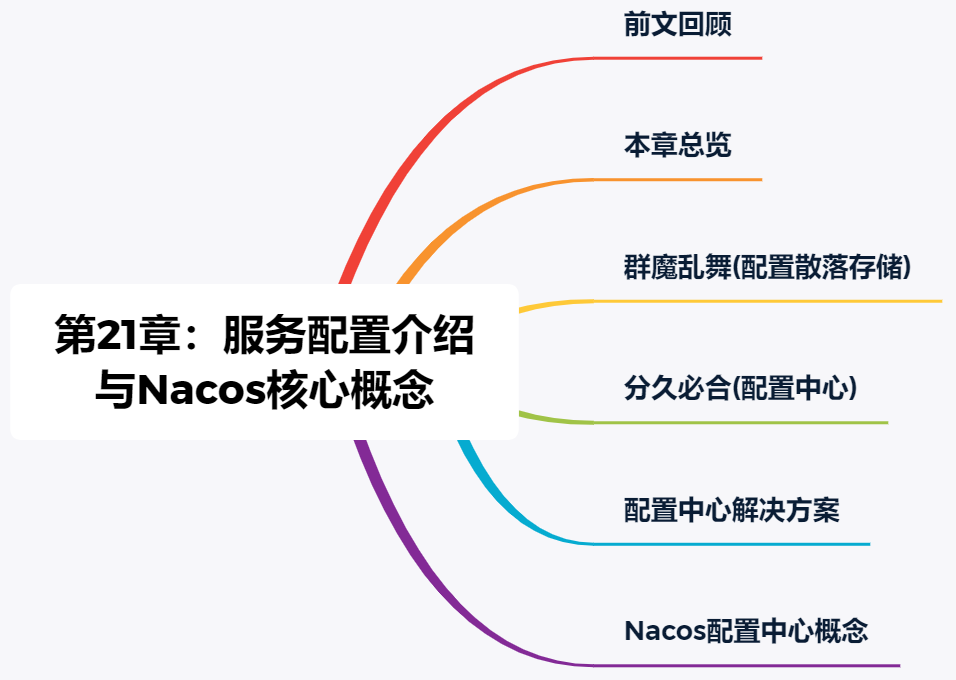 前文回顾
本章总览
群魔乱舞(配置散落存储)
第21章：服务配置介绍
与Nacos核心概念
分久必合(配置中心)
配置中心解决方案
Nacos配置中心概念